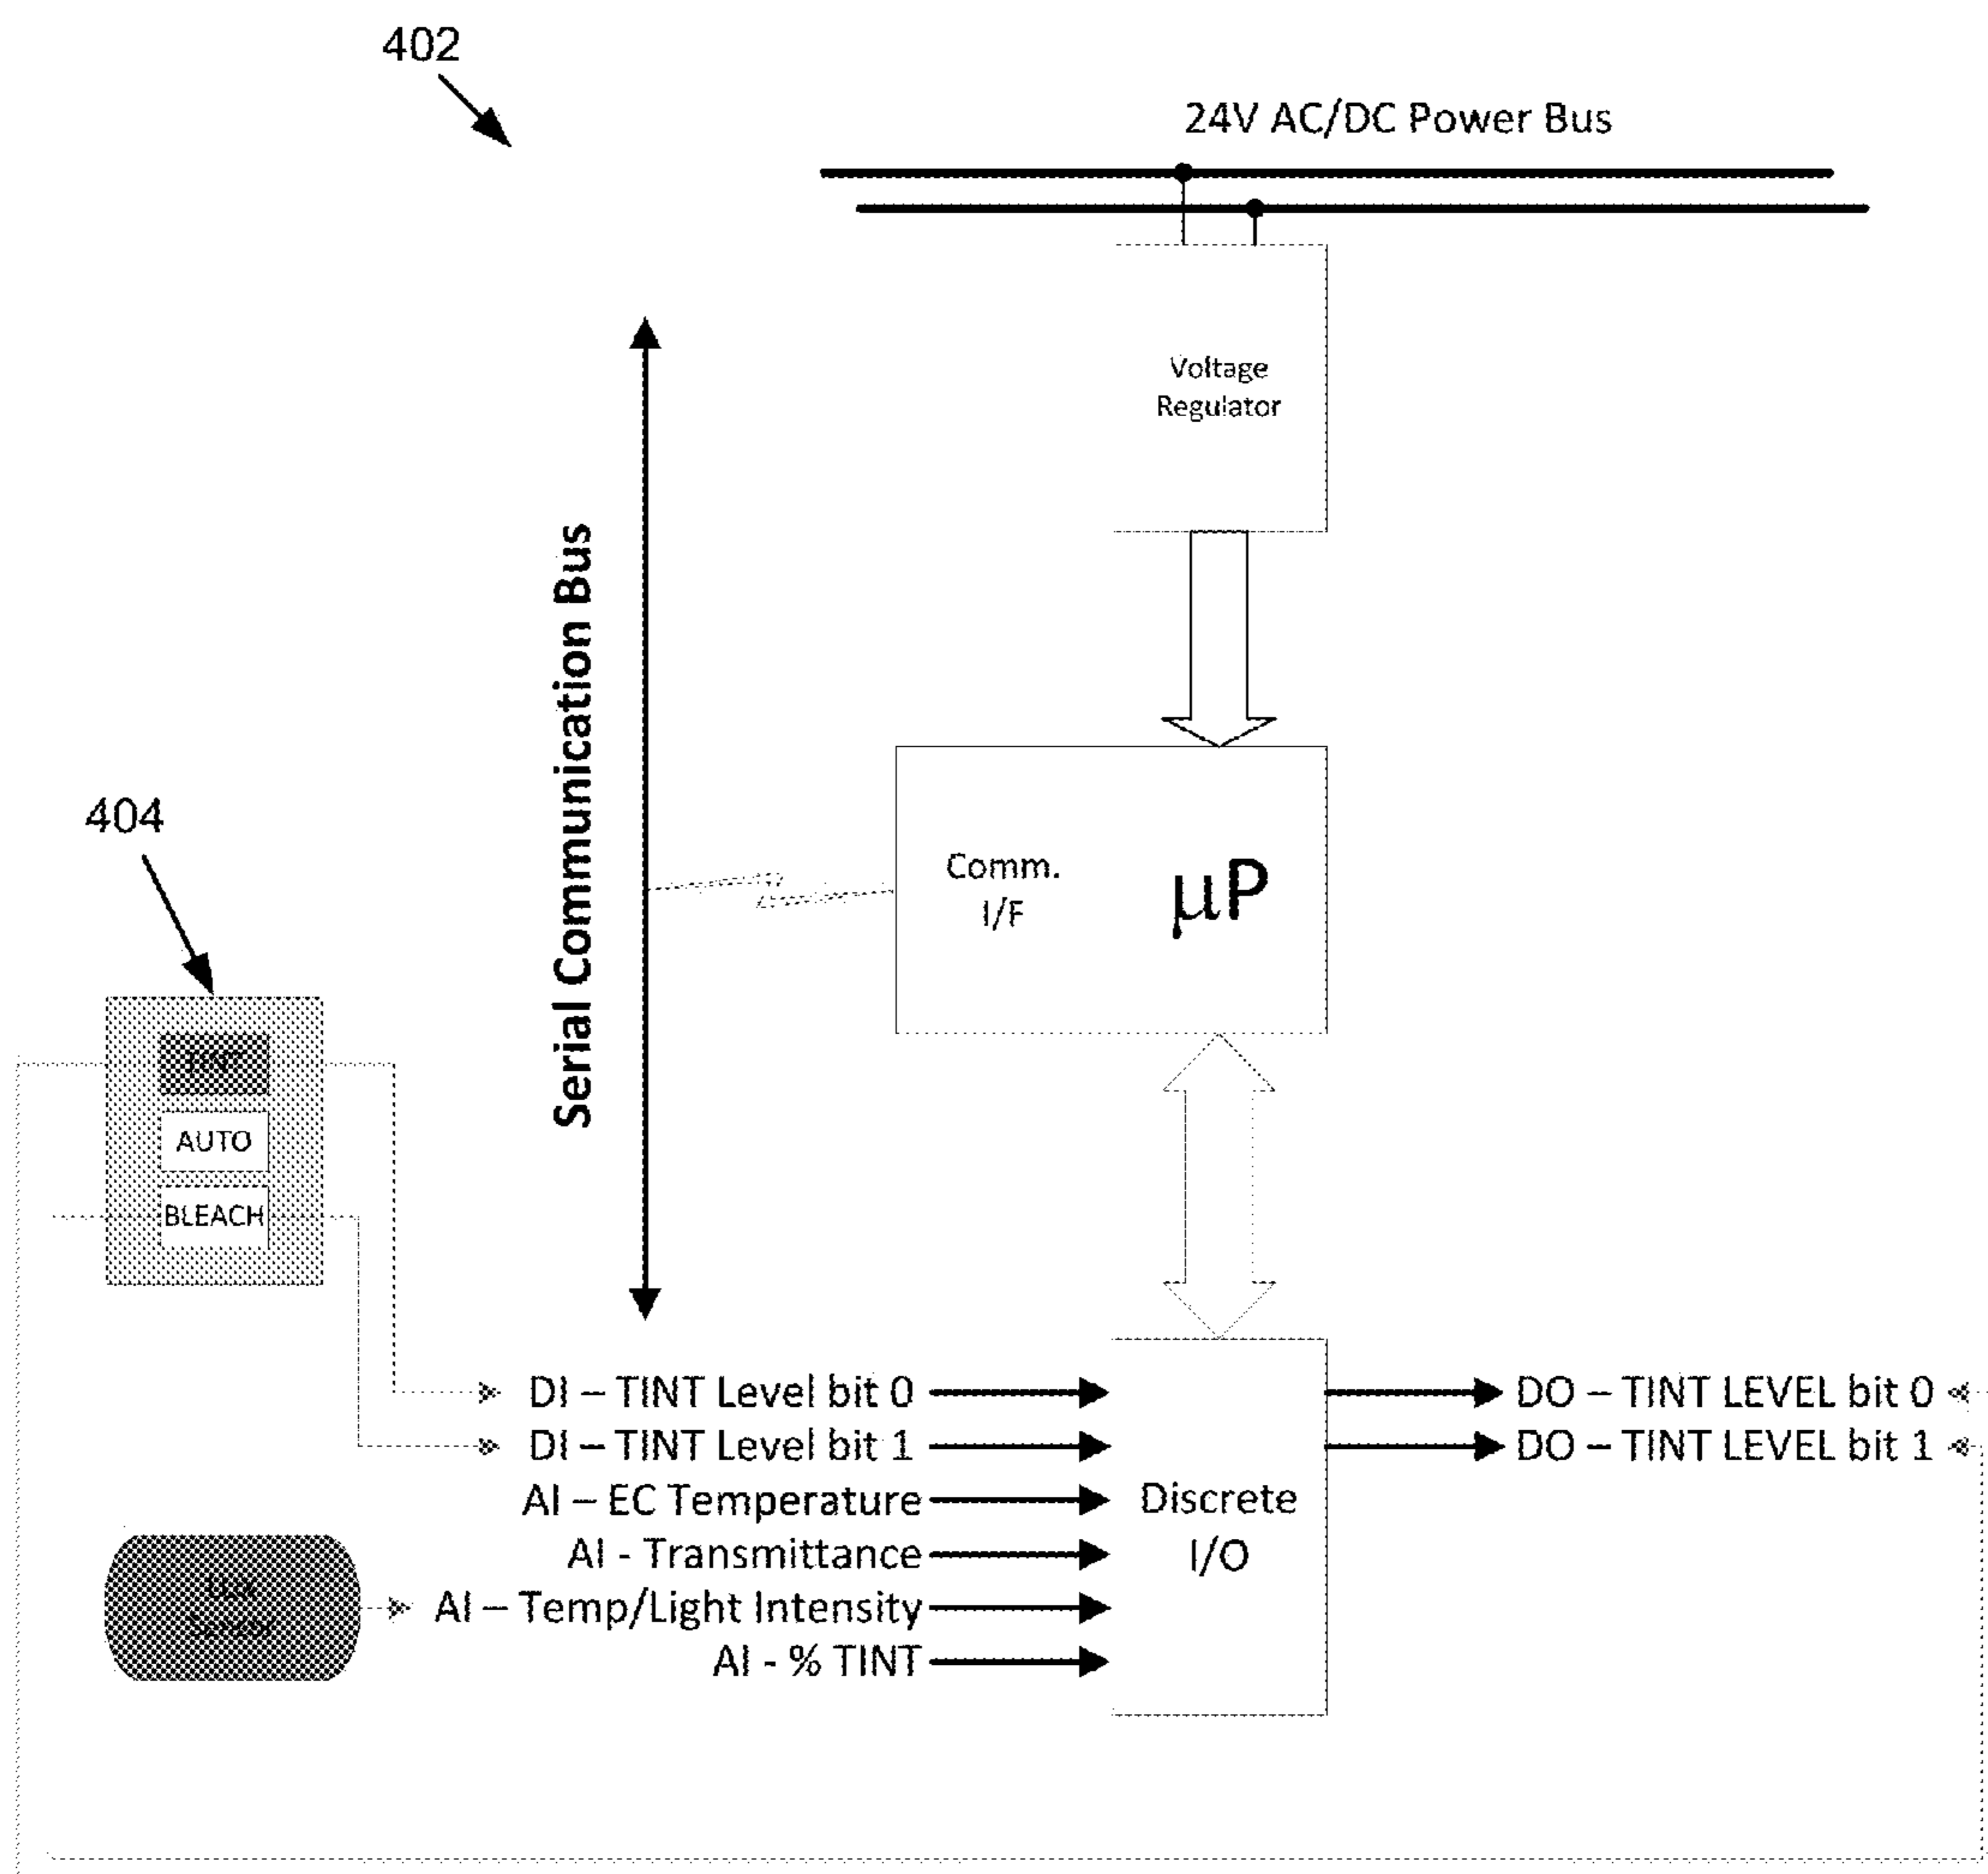 402
24V AC/DC Power Bus
Voltage
Regulator
Serial Communication Bus
Comm.
I/F
µP
404
TINT
AUTO
BLEACH
DI – TINT Level bit 0
DI – TINT Level bit 1
AI – EC Temperature
AI - Transmittance
AI – Temp/Light Intensity
AI - % TINT
Discrete
I/O
DO – TINT LEVEL bit 0
DO – TINT LEVEL bit 1
Sensor